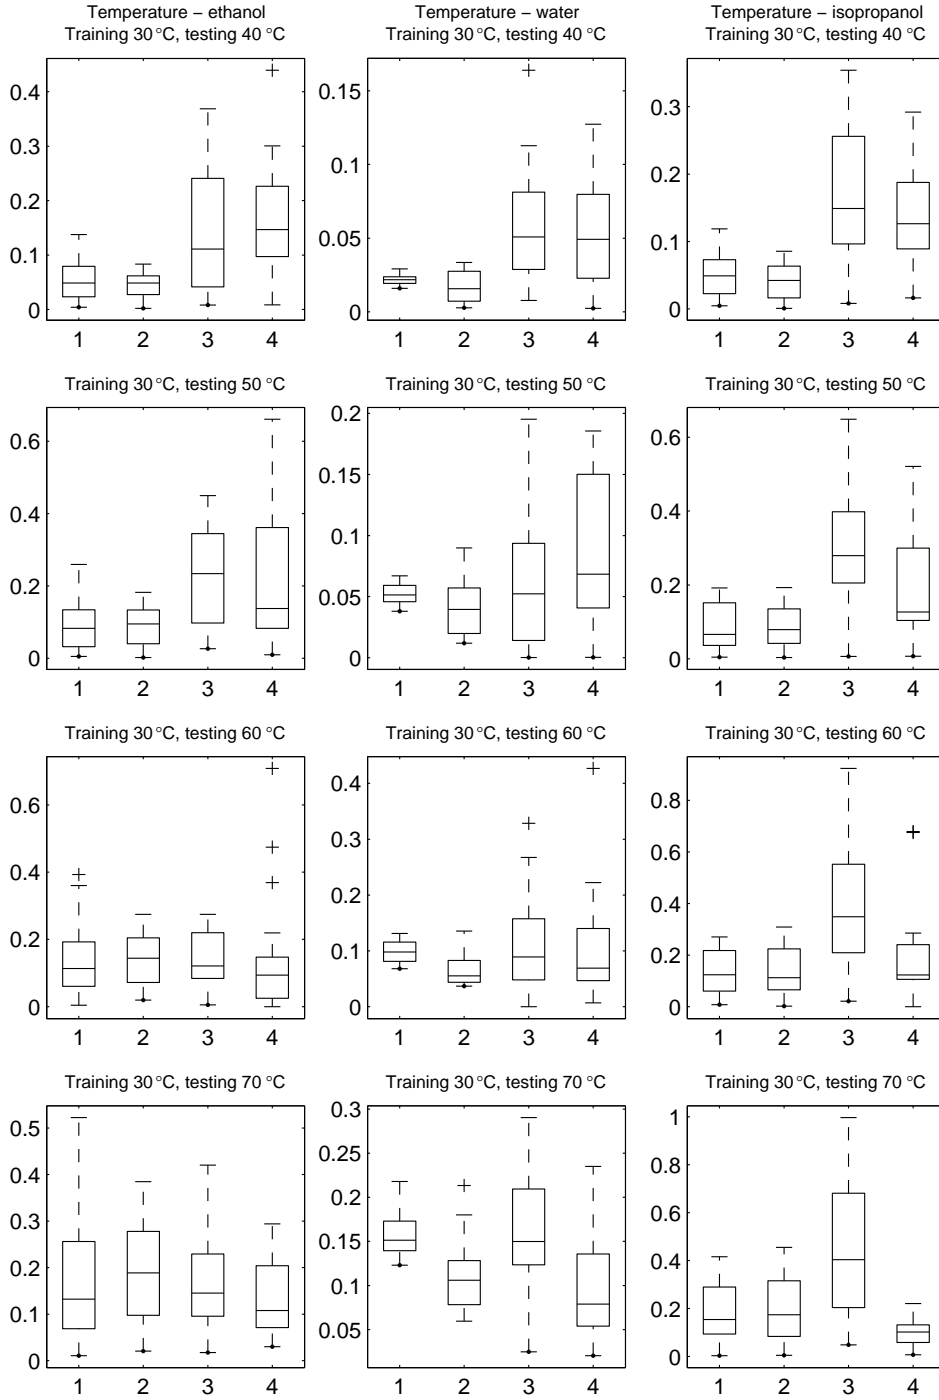 Temperature − ethanol
Training 30 °C, testing 40 °C
0.4
0.3
0.2
0.1
0
1 2 3 4
Temperature − water
Training 30 °C, testing 40 °C
0.15
0.1
0.05
0
1 2 3 4
Temperature − isopropanol
Training 30 °C, testing 40 °C
0.3
0.2
0.1
0
1 2 3 4
Training 30 °C, testing 50 °C
0.6
0.4
0.2
0
1 2 3 4
Training 30 °C, testing 50 °C
0.2
0.15
0.1
0.05
0
1 2 3 4
Training 30 °C, testing 50 °C
0.6
0.4
0.2
0
1 2 3 4
Training 30 °C, testing 60 °C
0.6
0.4
0.2
0
1 2 3 4
Training 30 °C, testing 60 °C
0.4
0.3
0.2
0.1
0
1 2 3 4
Training 30 °C, testing 60 °C
0.8
0.6
0.4
0.2
0
1 2 3 4
Training 30 °C, testing 70 °C
0.5
0.4
0.3
0.2
0.1
0
1 2 3 4
Training 30 °C, testing 70 °C
0.3
0.25
0.2
0.15
0.1
0.05
1 2 3 4
Training 30 °C, testing 70 °C
1
0.8
0.6
0.4
0.2
0
1 2 3 4